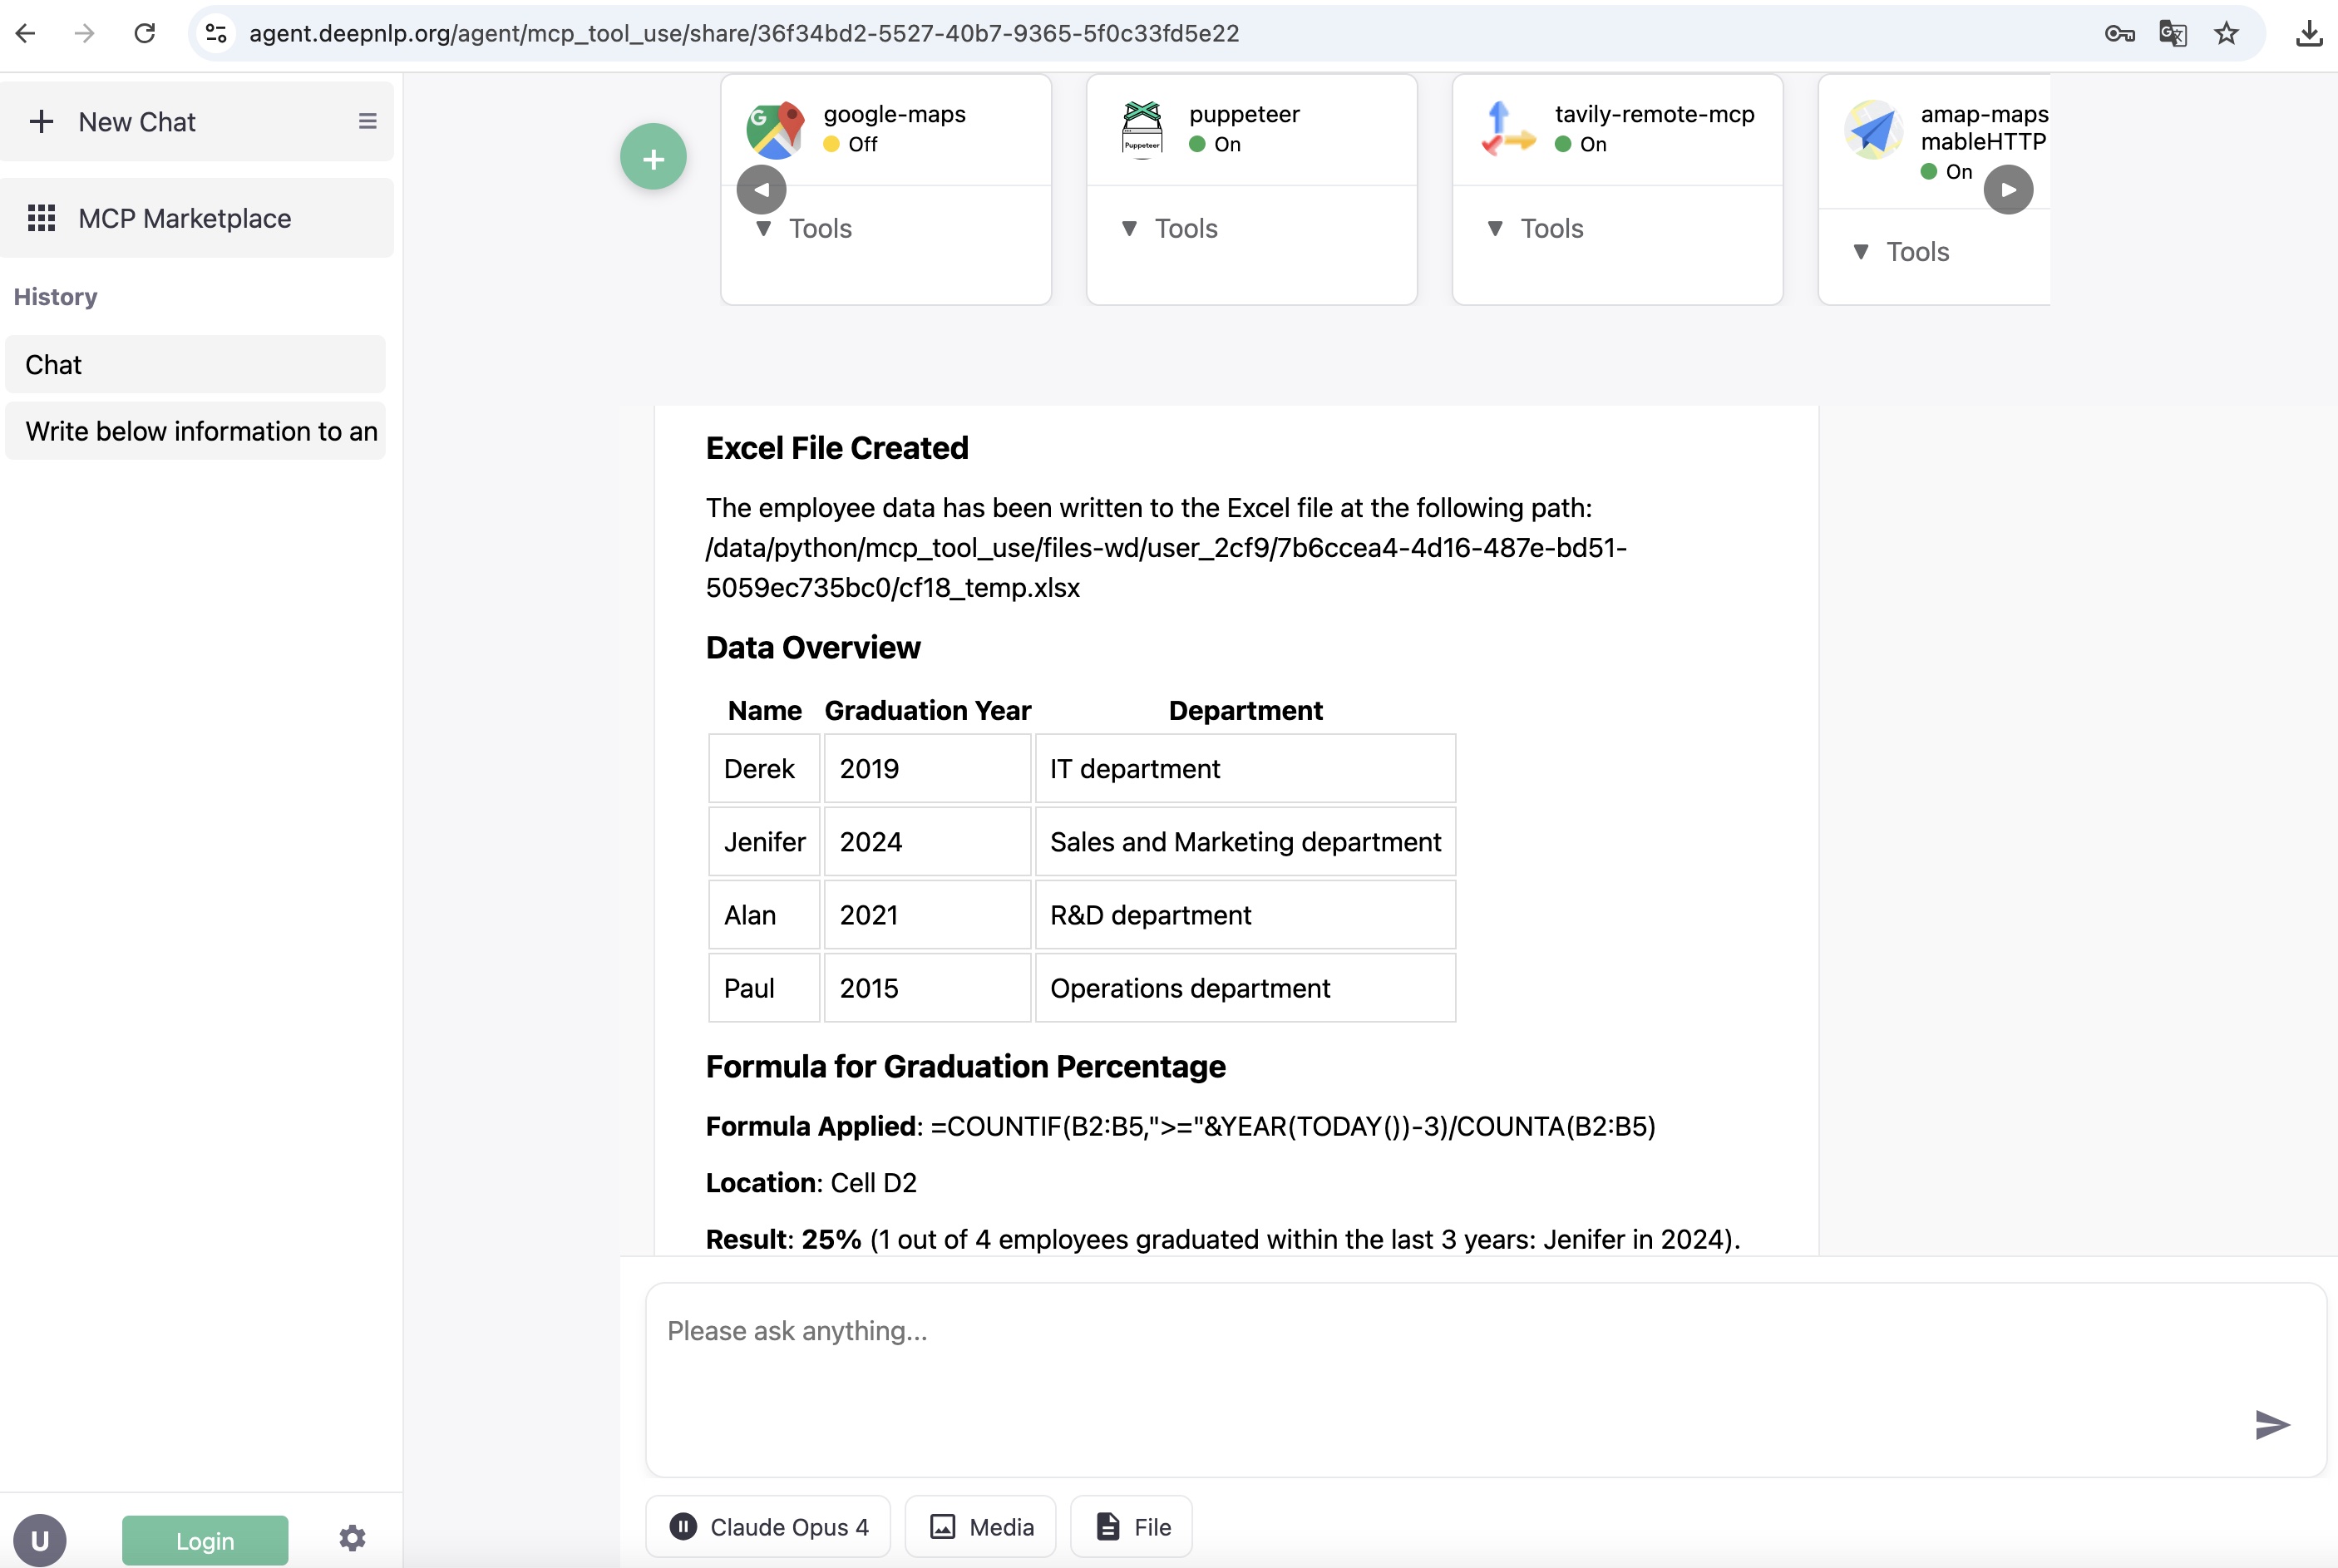 agent.deepnlp.org/agent/mcp_tool_use/share/36f34bd2-5527-40b7-9365-5f0c33fd5e22
New Chat
MCP Marketplace
History
Chat
Write below information to an
U
Login
google-maps
Off
Tools
Puppeteer
puppeteer
On
Tools
tavily-remote-mcp
On
Tools
amap-maps
mableHTTP
On
Tools
Excel File Created
The employee data has been written to the Excel file at the following path:
/data/python/mcp_tool_use/files-wd/user_2cf9/7b6ccea4-4d16-487e-bd51-
5059ec735bc0/cf18_temp.xlsx
Data Overview
Name Graduation Year Department
Derek 2019 IT department
Jenifer 2024 Sales and Marketing department
Alan 2021 R&D department
Paul 2015 Operations department
Formula for Graduation Percentage
Formula Applied: =COUNTIF(B2:B5,">="&YEAR(TODAY())-3)/COUNTA(B2:B5)
Location: Cell D2
Result: 25% (1 out of 4 employees graduated within the last 3 years: Jenifer in 2024).
Please ask anything...
Claude Opus 4
Media
File